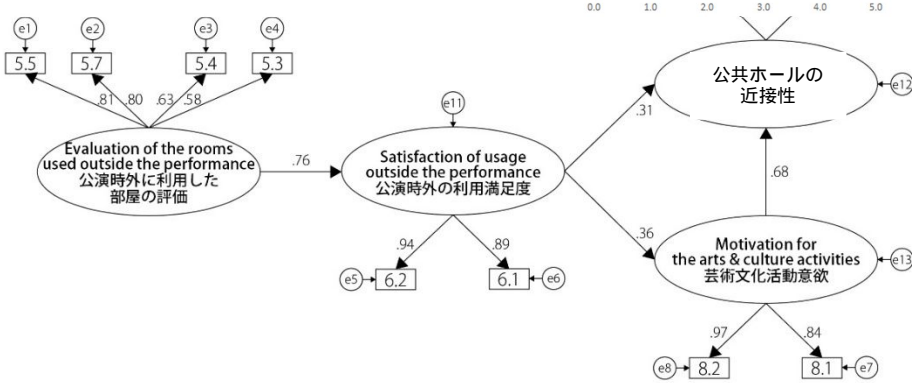 0.0 1.0 2.0 3.0 4.0 5.0
e1 e2 e3 e4
5.5 5.7 5.4 5.3
.81 .80 .63 .58
Evaluation of the rooms
used outside the performance
公演時外に利用した
部屋の評価
.76
e11
Satisfaction of usage
outside the performance
公演時外の利用満足度
.94 .89
e5 6.2 6.1 e6
.31
公共ホールの
近接性
e12
.68
.36
Motivation for
the arts & culture activities
芸術文化活動意欲
e13
.97 .84
e8 8.2 8.1 e7